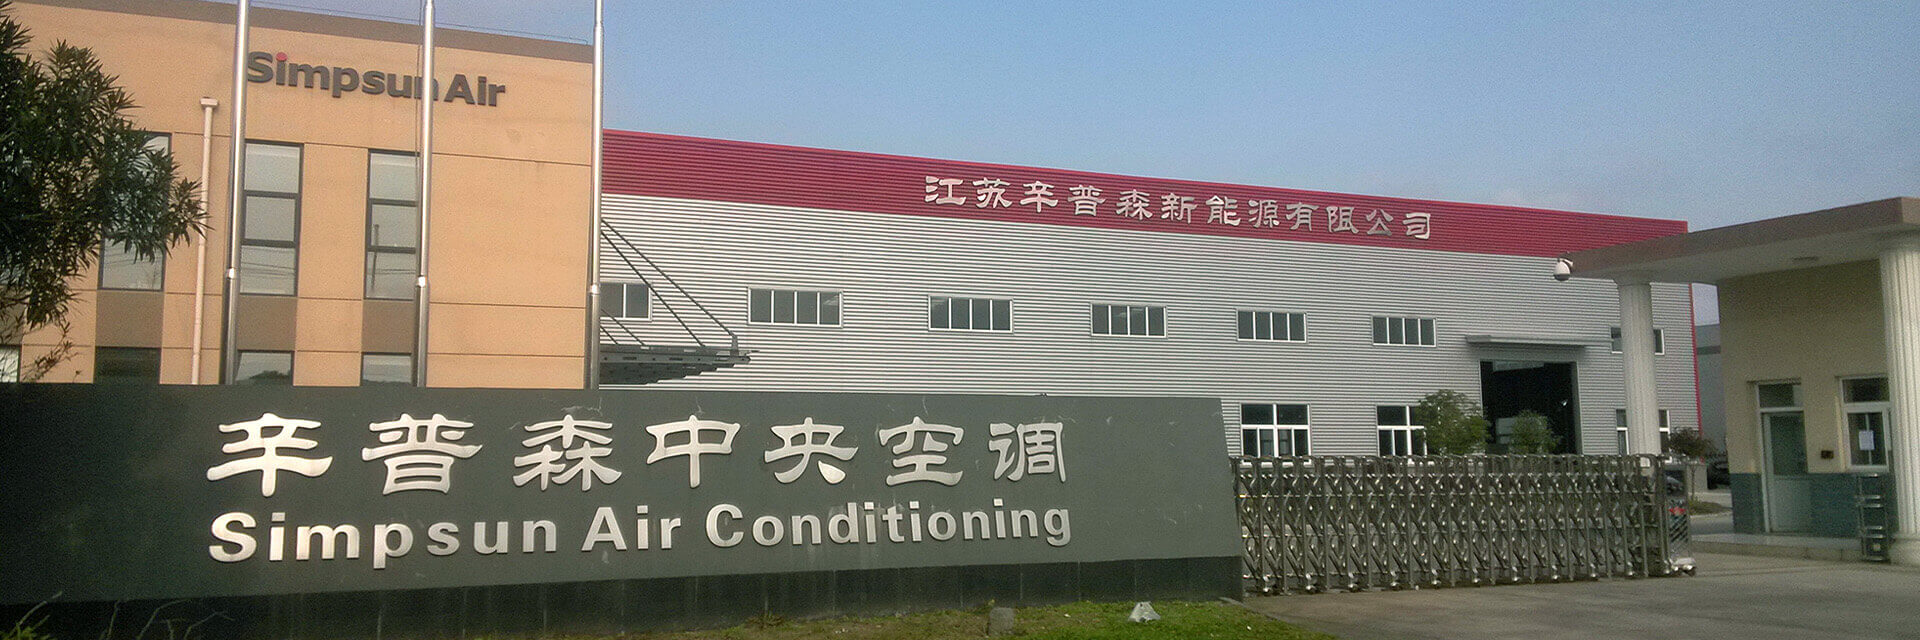 Simpsun Air
江苏辛普森新能源有限公司
辛普森中央空调
Simpsun Air Conditioning